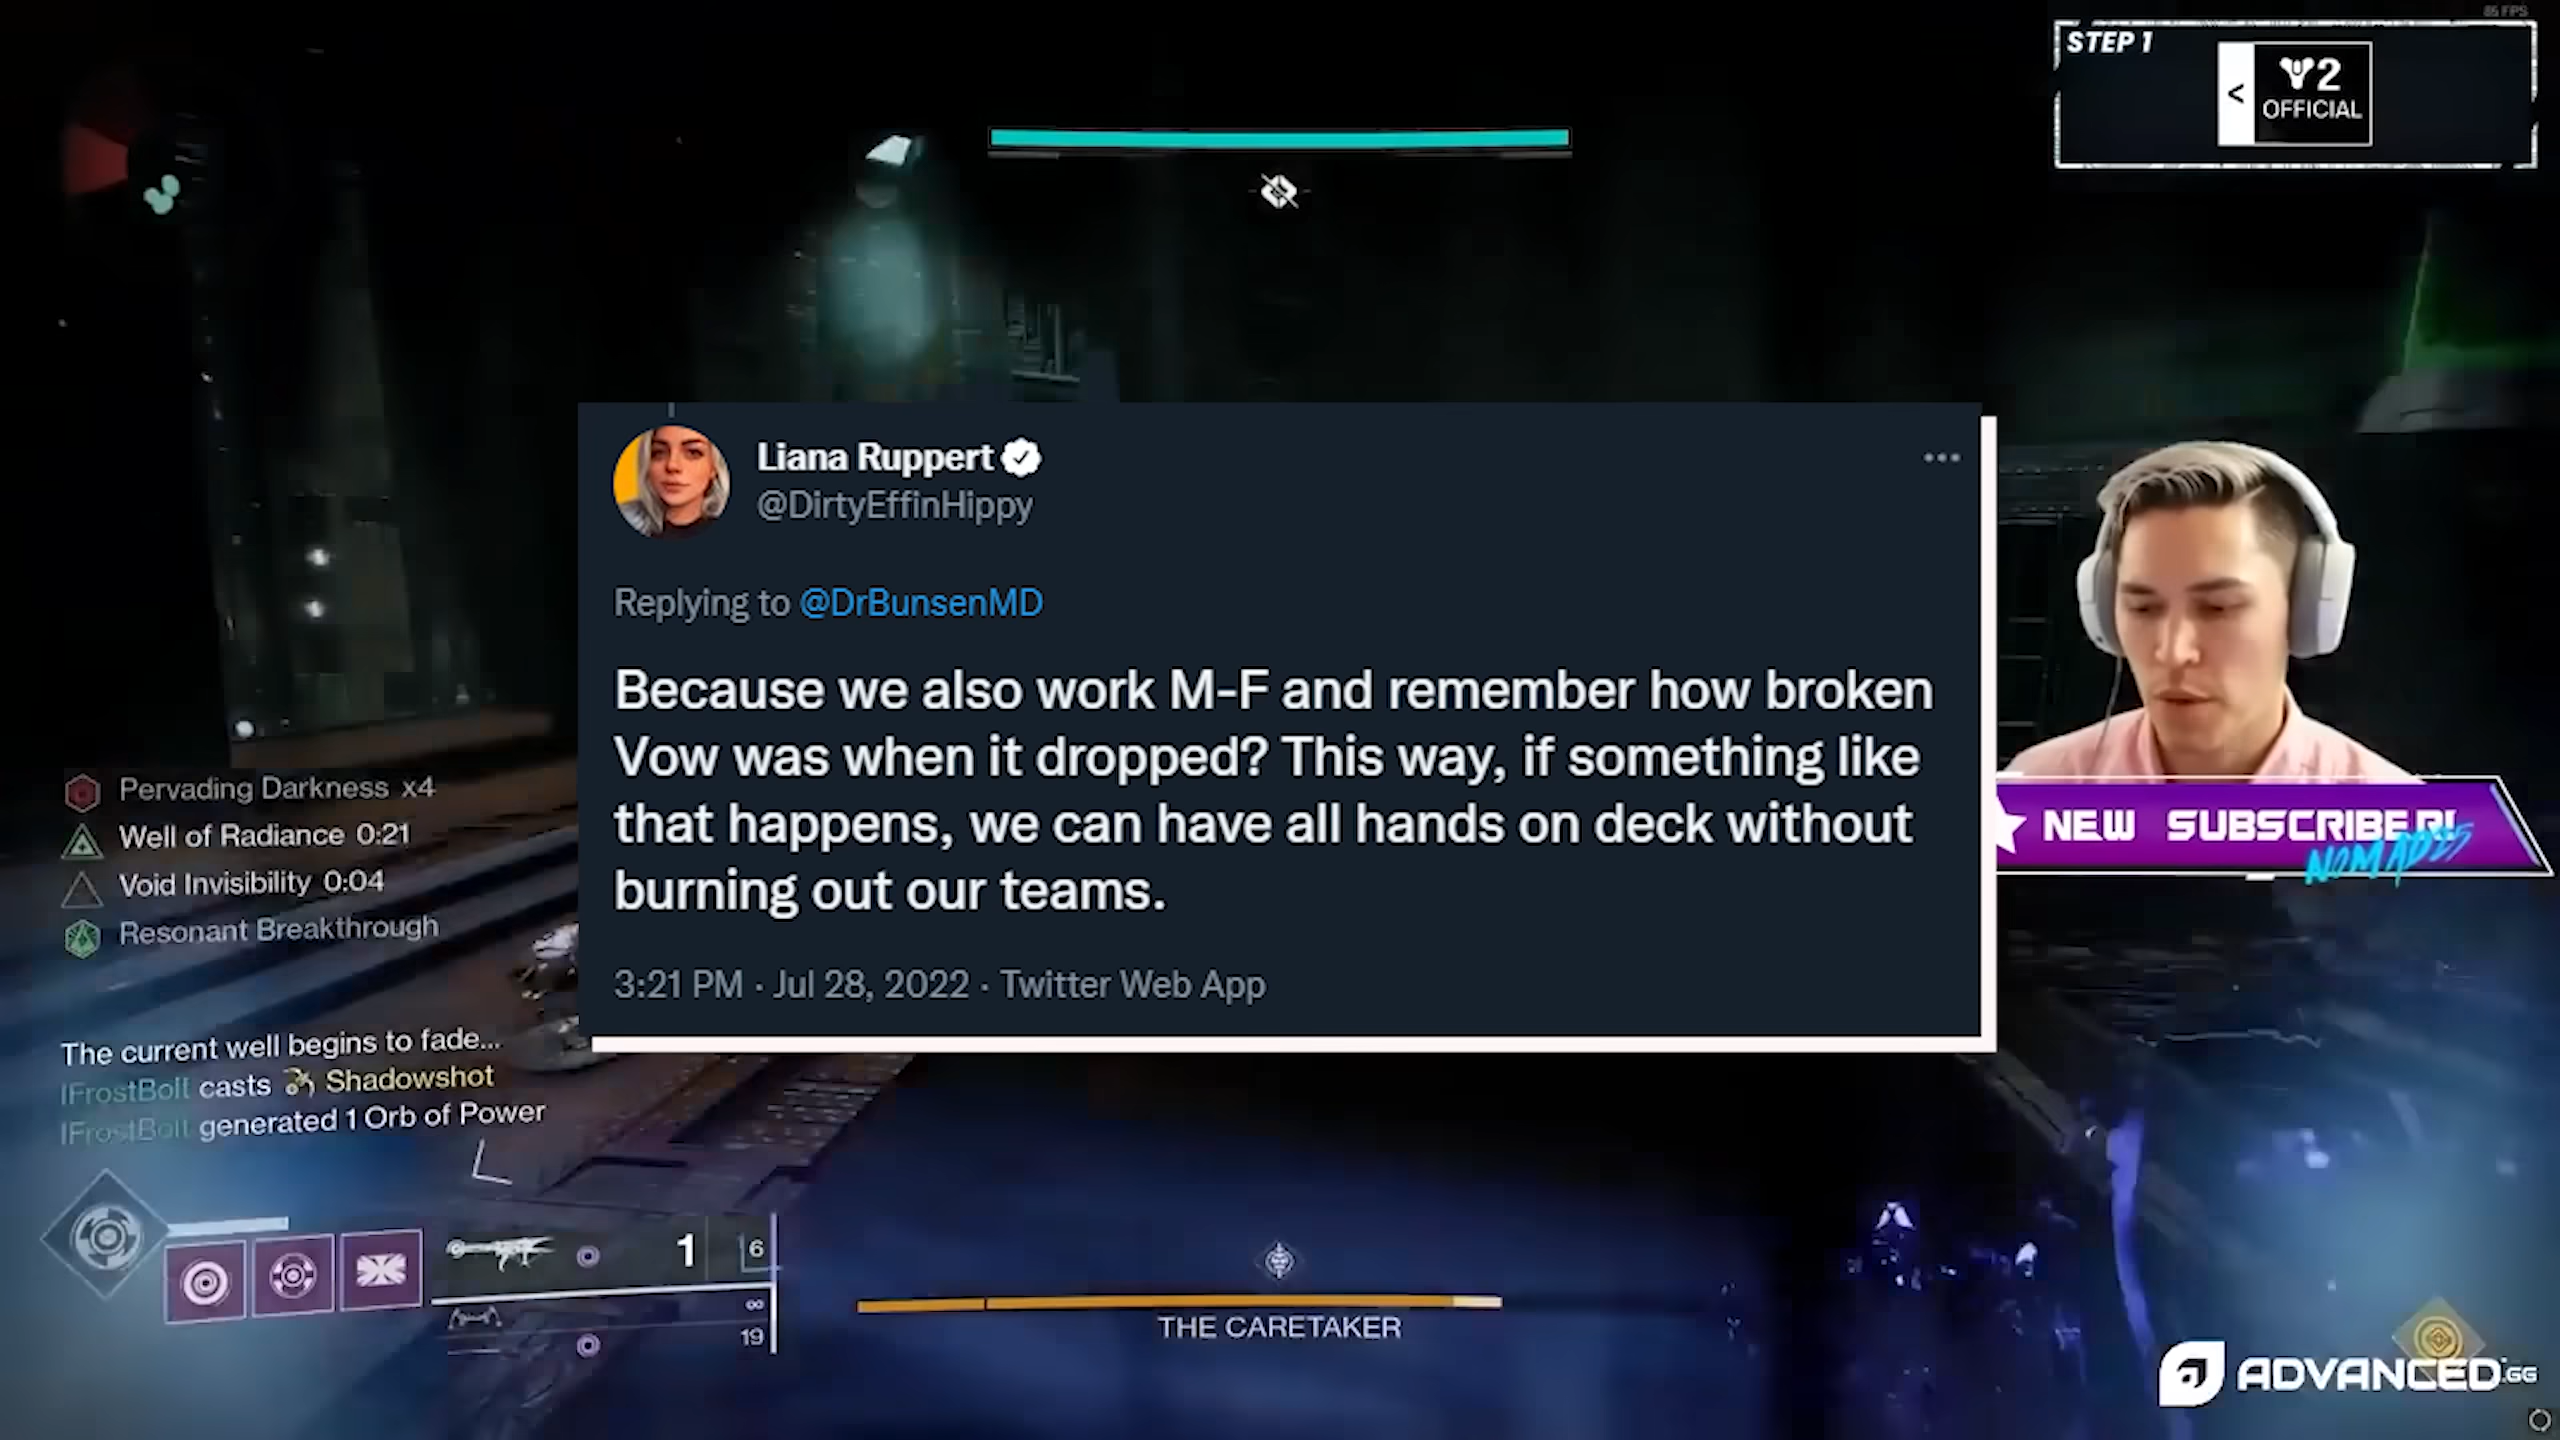 85 FPS
STEP 1
<
2
OFFICIAL
Liana Ruppert
@DirtyEffinHippy
Replying to @DrBunsenMD
Because we also work M-F and remember how broken
Vow was when it dropped? This way, if something like
that happens, we can have all hands on deck without
burning out our teams.
3:21 PM · Jul 28, 2022 · Twitter Web App
NEW SUBSCRIBER!
NOMAD25
Pervading Darkness x4
Well of Radiance 0:21
Void Invisibility 0:04
Resonant Breakthrough
The current well begins to fade...
IFrostBolt casts Shadowshot
IFrostBolt generated 1 Orb of Power
1 6
∞
19
THE CARETAKER
ADVANCED.GG